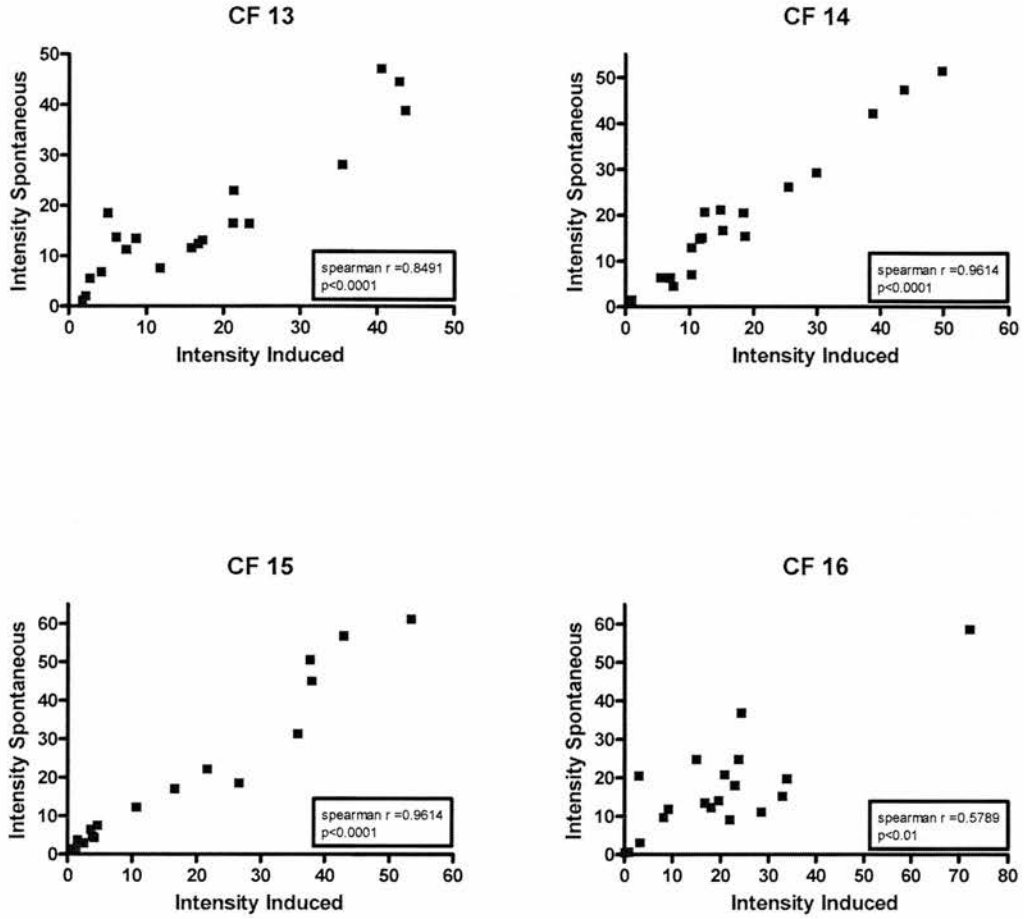 CF 13
50
40
30
20
10
0
Intensity Spontaneous
0 10 20 30 40 50
Intensity Induced
spearman r =0.8491
p<0.0001
CF 14
50
40
30
20
10
0
Intensity Spontaneous
0 10 20 30 40 50 60
Intensity Induced
spearman r =0.9614
p<0.0001
CF 15
60
50
40
30
20
10
0
Intensity Spontaneous
0 10 20 30 40 50 60
Intensity Induced
spearman r =0.9614
p<0.0001
CF 16
60
50
40
30
20
10
0
Intensity Spontaneous
0 10 20 30 40 50 60 70 80
Intensity Induced
spearman r =0.5789
p<0.01